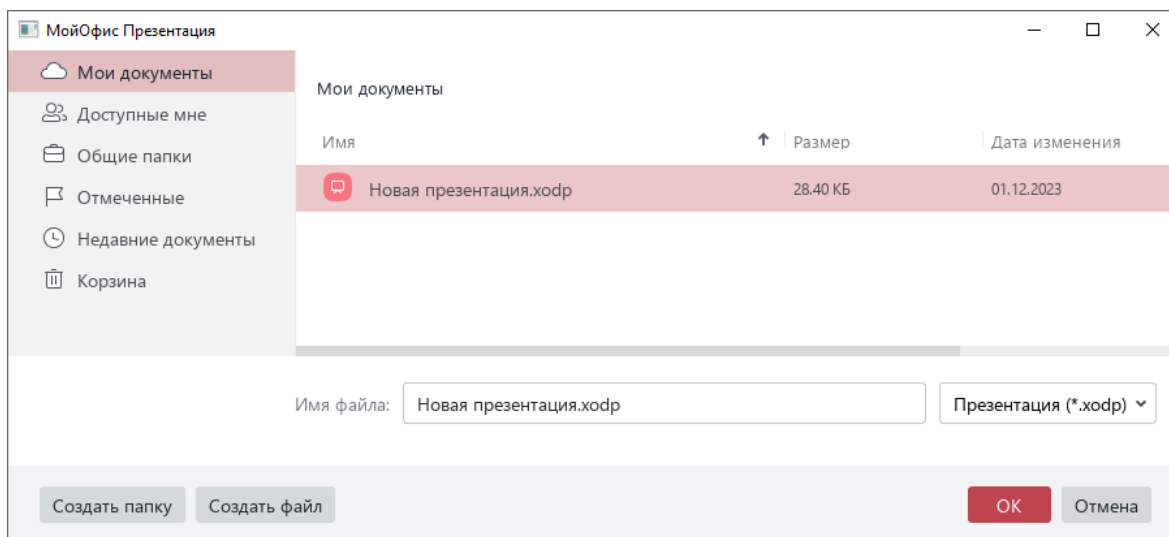 МойОфис Презентация
Мои документы
Доступные мне
Общие папки
Отмеченные
Недавние документы
Корзина
Мои документы
Имя Размер Дата изменения
Новая презентация.xodp 28.40 КБ 01.12.2023
Имя файла: Новая презентация.xodp Презентация (*.xodp)
Создать папку Создать файл ОК Отмена